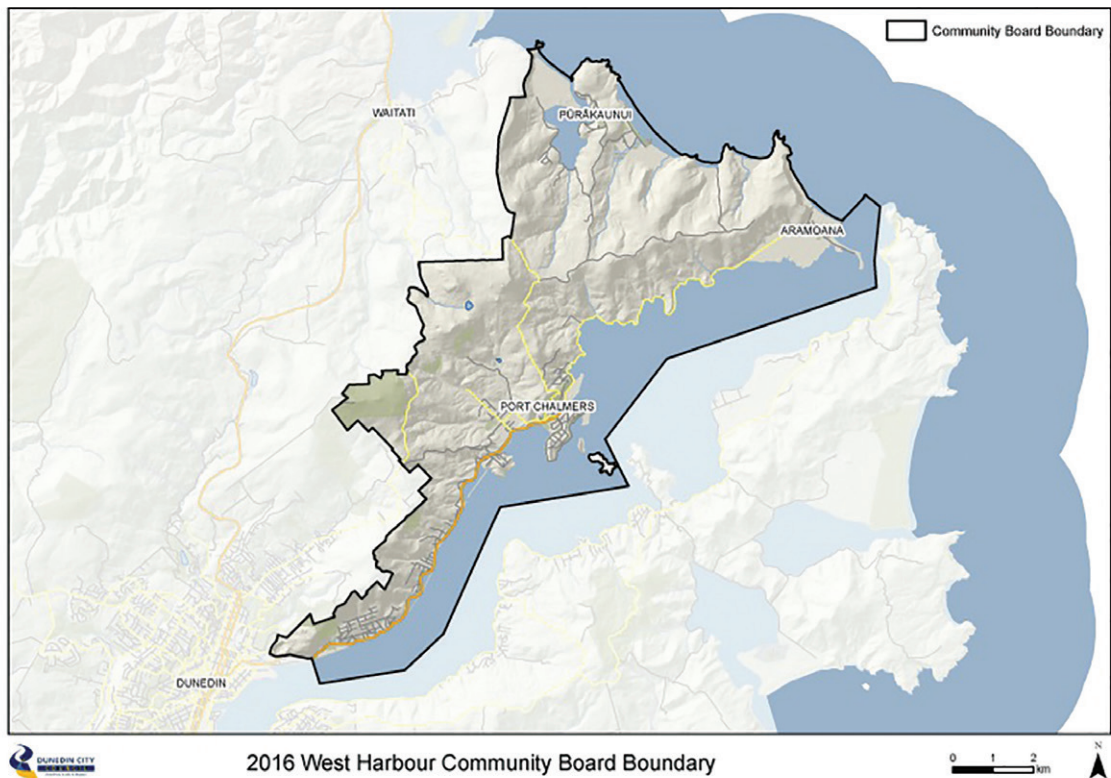 Community Board Boundary
WAITATI
PŪRĀKAUNUI
ARAMOANA
PORT CHALMERS
DUNEDIN
DUNEDIN CITY
COUNCIL
2016 West Harbour Community Board Boundary
0 1 2
km
N